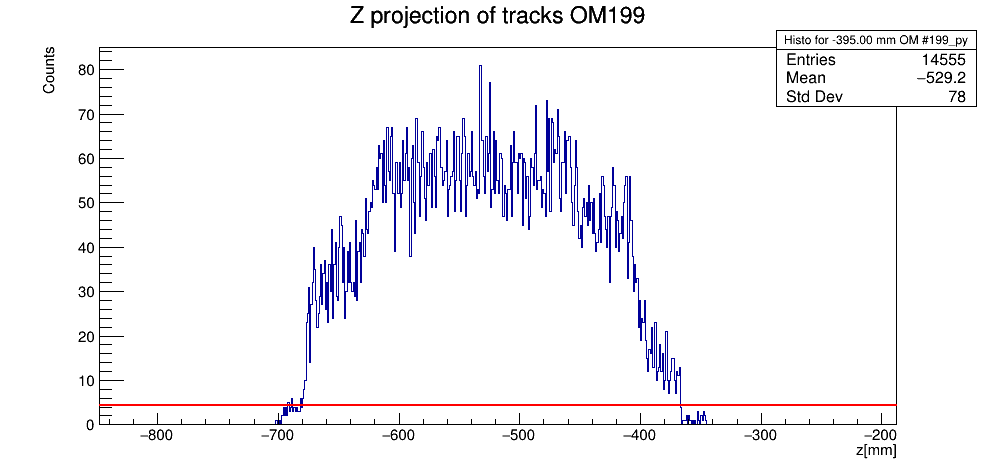 Z projection of tracks OM199
Histo for -395.00 mm OM #199_py
Entries 14555
Mean −529.2
Std Dev 78
Counts
80
70
60
50
40
30
20
10
0
−800 −700 −600 −500 −400 −300 −200
z[mm]